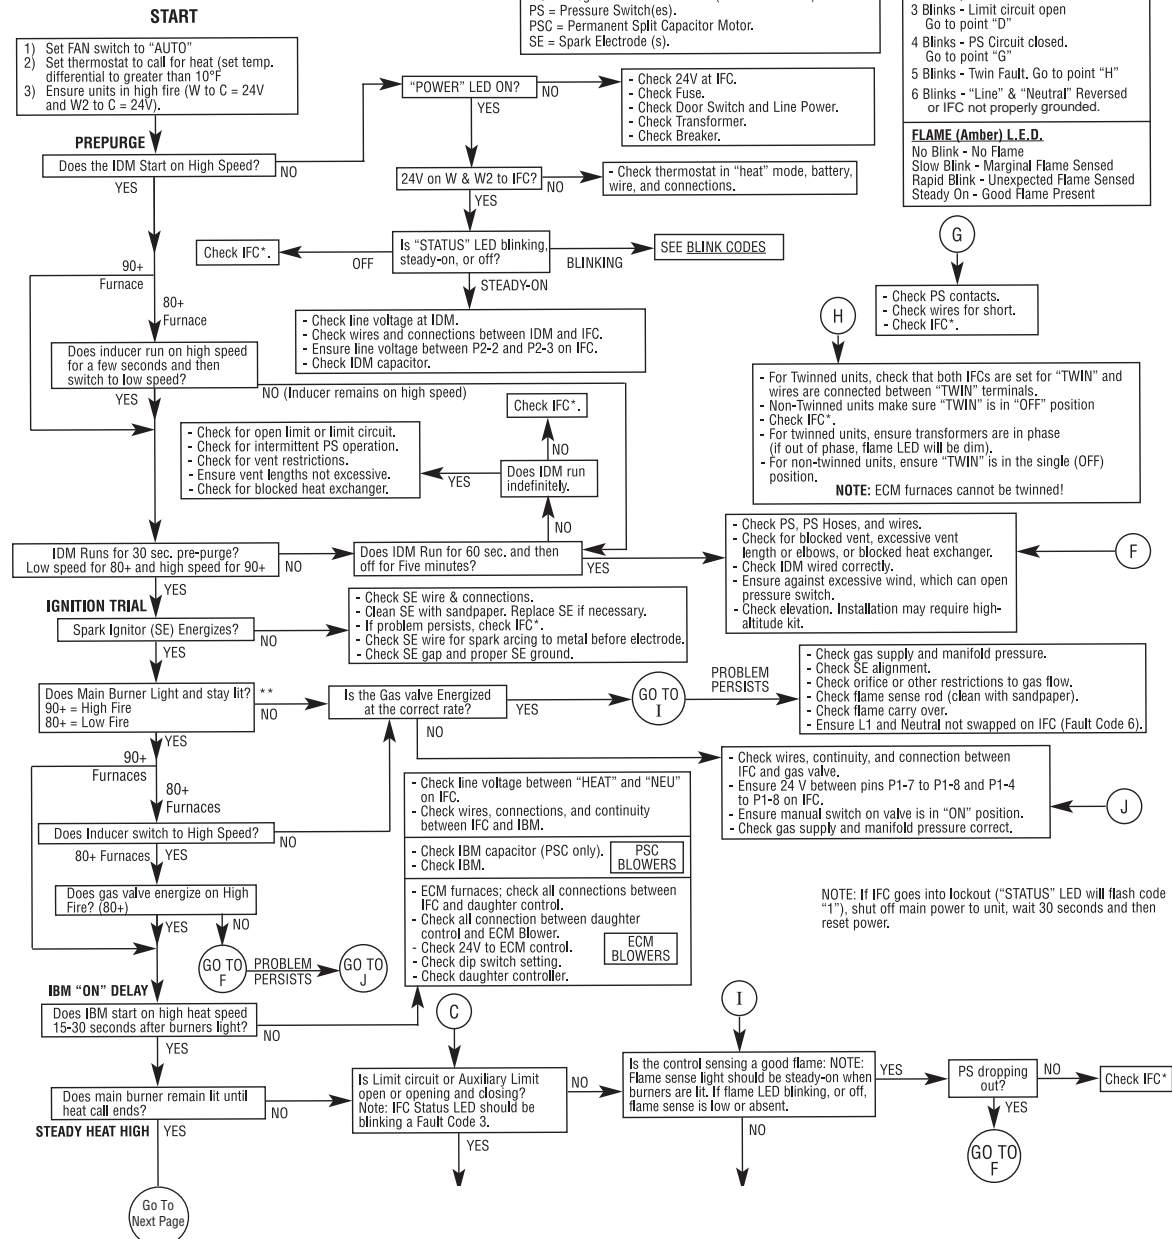 START
1) Set FAN switch to “AUTO”
2) Set thermostat to call for heat (set temp.
differential to greater than 10°F
3) Ensure units in high fire (W to C = 24V
and W2 to C = 24V).
PS = Pressure Switch(es).
PSC = Permanent Split Capacitor Motor.
SE = Spark Electrode (s).
3 Blinks - Limit circuit open
Go to point “D”
4 Blinks - PS Circuit closed.
Go to point “G”
5 Blinks - Twin Fault. Go to point “H”
6 Blinks - “Line” & “Neutral” Reversed
or IFC not properly grounded.
FLAME (Amber) L.E.D.
No Blink - No Flame
Slow Blink - Marginal Flame Sensed
Rapid Blink - Unexpected Flame Sensed
Steady On - Good Flame Present
PREPURGE
Does the IDM Start on High Speed?
NO
YES
“POWER” LED ON?
NO
YES
- Check 24V at IFC.
- Check Fuse.
- Check Door Switch and Line Power.
- Check Transformer.
- Check Breaker.
24V on W & W2 to IFC?
NO
YES
- Check thermostat in “heat” mode, battery,
wire, and connections.
Is “STATUS” LED blinking,
steady-on, or off?
OFF
Check IFC*.
BLINKING
SEE BLINK CODES
STEADY-ON
- Check line voltage at IDM.
- Check wires and connections between IDM and IFC.
- Ensure line voltage between P2-2 and P2-3 on IFC.
- Check IDM capacitor.
G
- Check PS contacts.
- Check wires for short.
- Check IFC*.
H
- For Twinned units, check that both IFCs are set for “TWIN” and
wires are connected between “TWIN” terminals.
- Non-Twinned units make sure “TWIN” is in “OFF” position
- Check IFC*.
- For twinned units, ensure transformers are in phase
(if out of phase, flame LED will be dim).
- For non-twinned units, ensure “TWIN” is in the single (OFF)
position.
NOTE: ECM furnaces cannot be twinned!
90+
Furnace
80+
Furnace
Does inducer run on high speed
for a few seconds and then
switch to low speed?
YES
NO (Inducer remains on high speed)
Check IFC*.
NO
Does IDM run
indefinitely.
YES
NO
- Check for open limit or limit circuit.
- Check for intermittent PS operation.
- Check for vent restrictions.
- Ensure vent lengths not excessive.
- Check for blocked heat exchanger.
IDM Runs for 30 sec. pre-purge?
Low speed for 80+ and high speed for 90+
NO
YES
Does IDM Run for 60 sec. and then
off for Five minutes?
YES
- Check PS, PS Hoses, and wires.
- Check for blocked vent, excessive vent
length or elbows, or blocked heat exchanger.
- Check IDM wired correctly.
- Ensure against excessive wind, which can open
pressure switch.
- Check elevation. Installation may require high-
altitude kit.
F
IGNITION TRIAL
Spark Ignitor (SE) Energizes?
NO
YES
- Check SE wire & connections.
- Clean SE with sandpaper. Replace SE if necessary.
- If problem persists, check IFC*.
- Check SE wire for spark arcing to metal before electrode.
- Check SE gap and proper SE ground.
Does Main Burner Light and stay lit?
90+ = High Fire
80+ = Low Fire
**
NO
YES
Is the Gas valve Energized
at the correct rate?
YES
NO
GO TO
I
PROBLEM
PERSISTS
- Check gas supply and manifold pressure.
- Check SE alignment.
- Check orifice or other restrictions to gas flow.
- Check flame sense rod (clean with sandpaper).
- Check flame carry over.
- Ensure L1 and Neutral not swapped on IFC (Fault Code 6).
- Check wires, continuity, and connection between
IFC and gas valve.
- Ensure 24 V between pins P1-7 to P1-8 and P1-4
to P1-8 on IFC.
- Ensure manual switch on valve is in “ON” position.
- Check gas supply and manifold pressure correct.
J
90+
Furnaces
80+
Furnaces
Does Inducer switch to High Speed?
NO
80+ Furnaces YES
Does gas valve energize on High
Fire? (80+)
NO
YES
GO TO
F
PROBLEM
PERSISTS
GO TO
J
- Check line voltage between “HEAT” and “NEU”
on IFC.
- Check wires, connections, and continuity
between IFC and IBM.
- Check IBM capacitor (PSC only).
- Check IBM.
PSC
BLOWERS
- ECM furnaces; check all connections between
IFC and daughter control.
- Check all connection between daughter
control and ECM Blower.
- Check 24V to ECM control.
- Check dip switch setting.
- Check daughter controller.
ECM
BLOWERS
NOTE: If IFC goes into lockout (“STATUS” LED will flash code
“1”), shut off main power to unit, wait 30 seconds and then
reset power.
IBM “ON” DELAY
Does IBM start on high heat speed
15-30 seconds after burners light?
NO
YES
Does main burner remain lit until
heat call ends?
NO
STEADY HEAT HIGH
YES
Go To
Next Page
C
Is Limit circuit or Auxiliary Limit
open or opening and closing?
Note: IFC Status LED should be
blinking a Fault Code 3.
NO
YES
I
Is the control sensing a good flame: NOTE:
Flame sense light should be steady-on when
burners are lit. If flame LED blinking, or off,
flame sense is low or absent.
YES
NO
PS dropping
out?
NO
YES
Check IFC*
GO TO
F